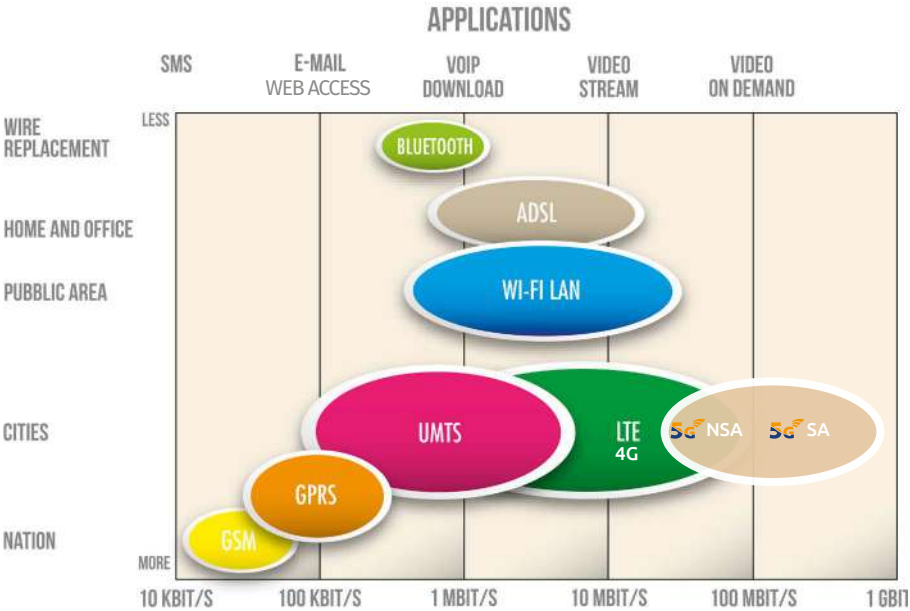 APPLICATIONS
SMS
E-MAIL
WEB ACCESS
VOIP
DOWNLOAD
VIDEO
STREAM
VIDEO
ON DEMAND
WIRE
REPLACEMENT
LESS
BLUETOOTH
HOME AND OFFICE
ADSL
PUBBLIC AREA
WI-FI LAN
CITIES
UMTS
LTE
4G
5G NSA
5G SA
GPRS
NATION
GSM
MORE
10 KBIT/S
100 KBIT/S
1 MBIT/S
10 MBIT/S
100 MBIT/S
1 GBIT